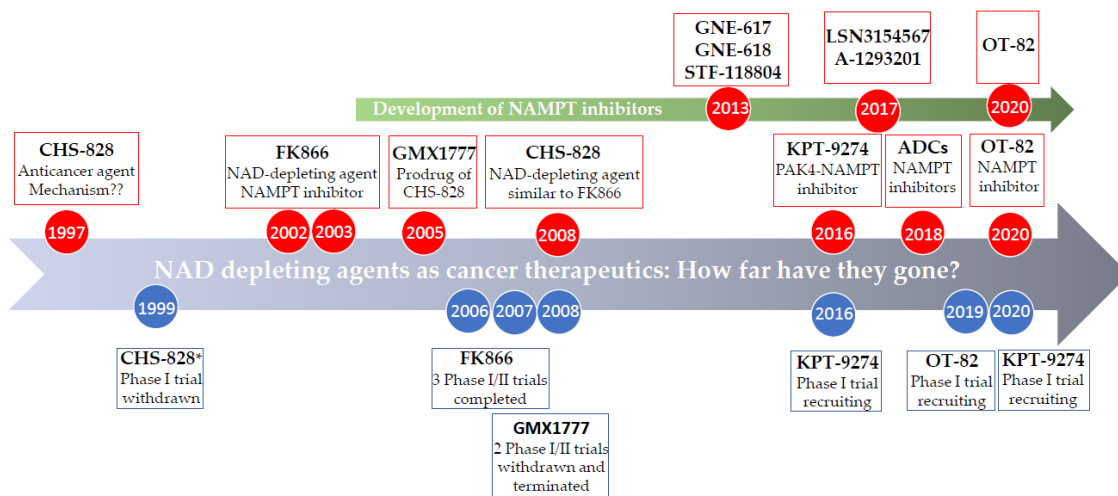 GNE-617
GNE-618
STF-118804
LSN3154567
A-1293201
OT-82
Development of NAMPT inhibitors
2013
2017
2020
CHS-828
Anticancer agent
Mechanism??
FK866
NAD-depleting agent
NAMPT inhibitor
GMX1777
Prodrug of
CHS-828
CHS-828
NAD-depleting agent
similar to FK866
KPT-9274
PAK4-NAMPT
inhibitor
ADCs
NAMPT
inhibitors
OT-82
NAMPT
inhibitor
1997
2002
2003
2005
2008
2016
2018
2020
NAD depleting agents as cancer therapeutics: How far have they gone?
1999
2006
2007
2008
2016
2019
2020
CHS-828*
Phase I trial
withdrawn
FK866
3 Phase I/II trials
completed
GMX1777
2 Phase I/II trials
withdrawn and
terminated
KPT-9274
Phase I trial
recruiting
OT-82
Phase I trial
recruiting
KPT-9274
Phase I trial
recruiting